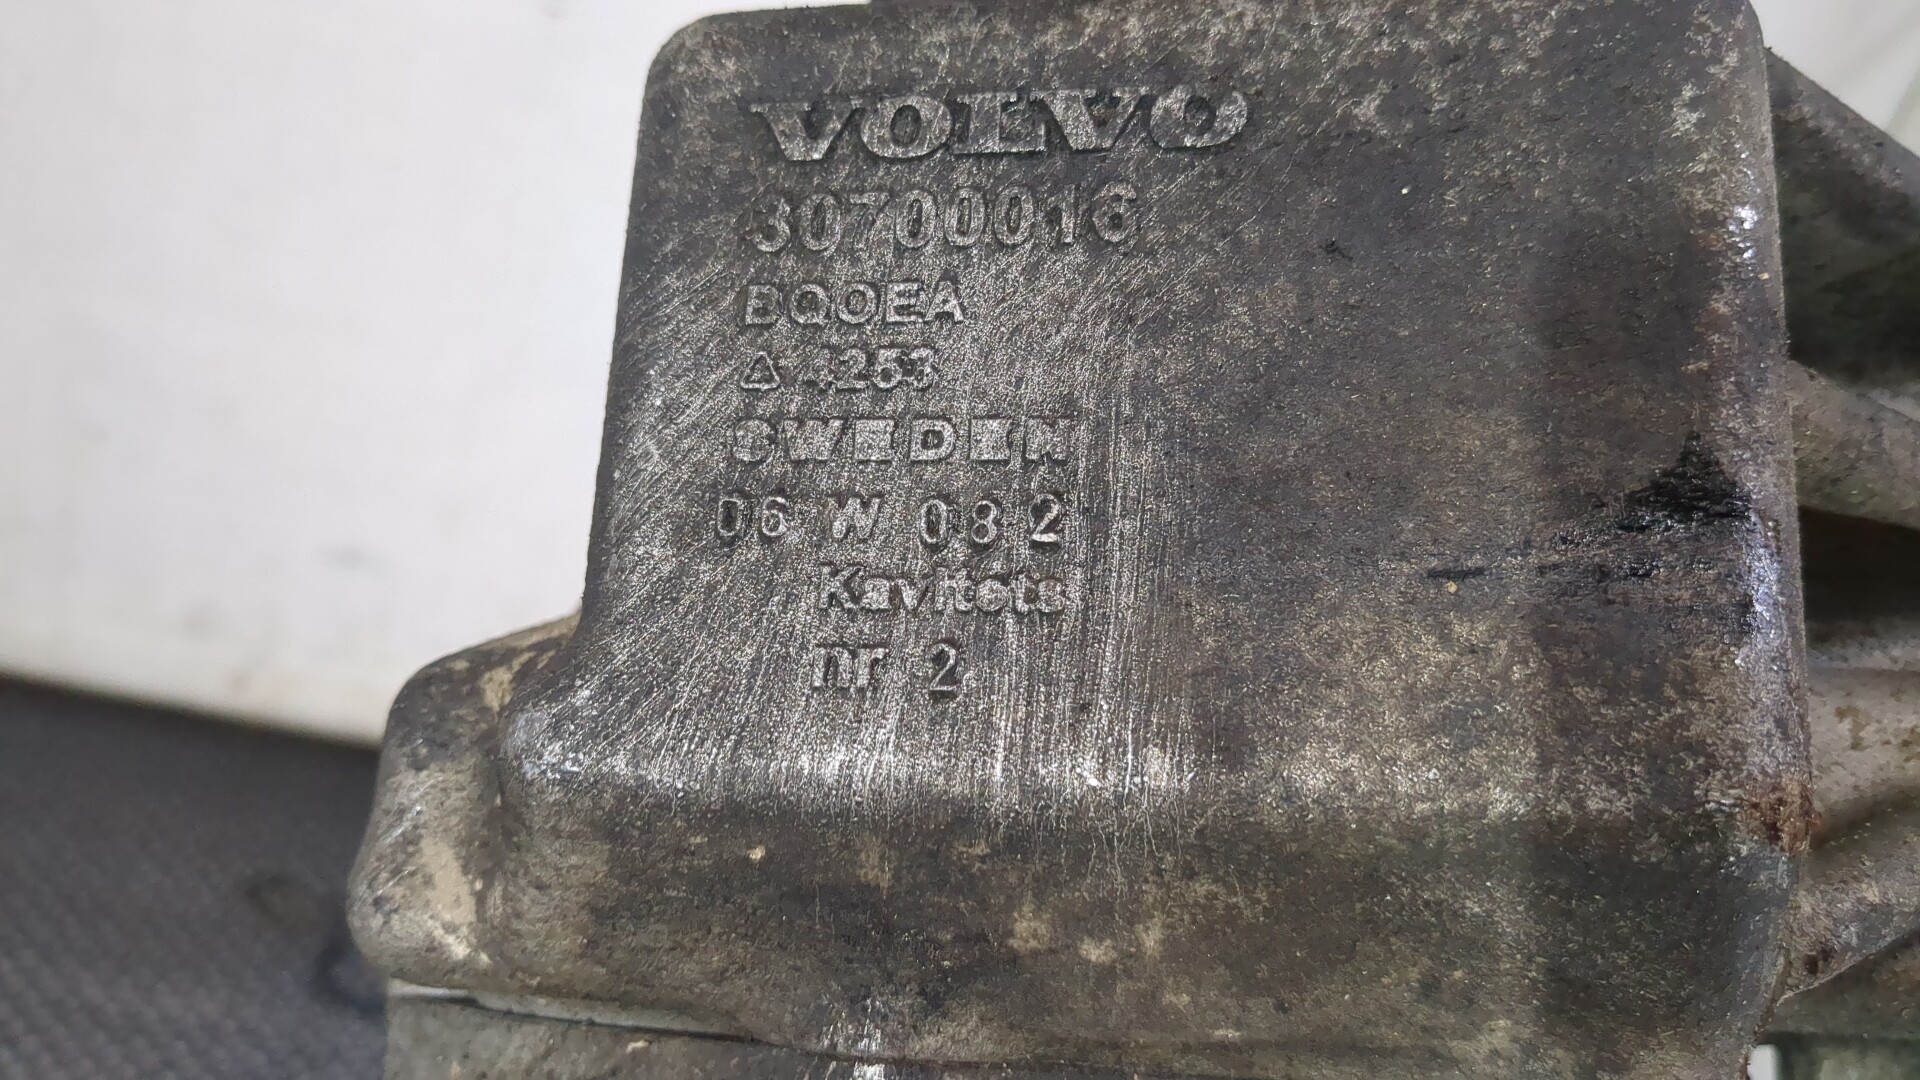 VOLVO
30700016
BQOEA
△ 4253
SWEDEN
06 W 082
Kavitets
nr 2